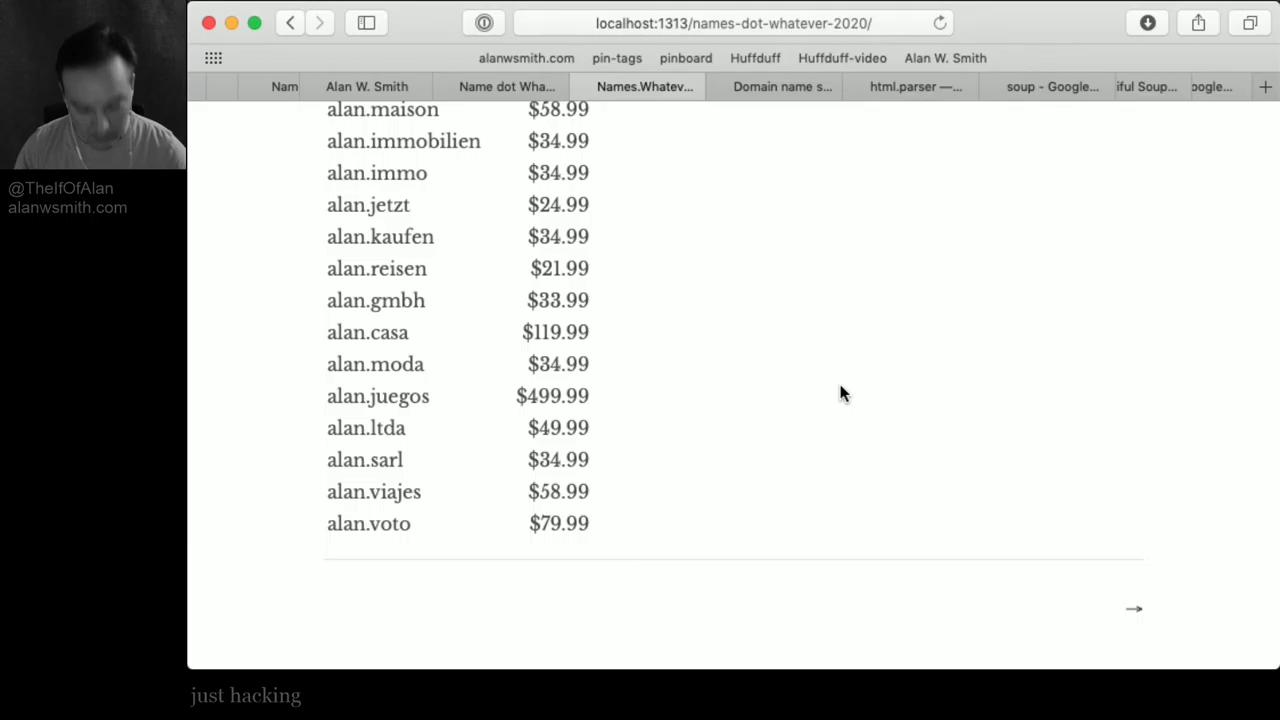 localhost:1313/names-dot-whatever-2020/
alanwsmith.com pin-tags pinboard Huffduff Huffduff-video Alan W. Smith
Nam Alan W. Smith Name dot Wha... Names.Whatev... Domain name s... html.parser —... soup - Google... iful Soup... oogle...
alan.maison $58.99
alan.immobilien $34.99
alan.immo $34.99
alan.jetzt $24.99
alan.kaufen $34.99
alan.reisen $21.99
alan.gmbh $33.99
alan.casa $119.99
alan.moda $34.99
alan.juegos $499.99
alan.ltda $49.99
alan.sarl $34.99
alan.viajes $58.99
alan.voto $79.99
@TheIfOfAlan
alanwsmith.com
just hacking